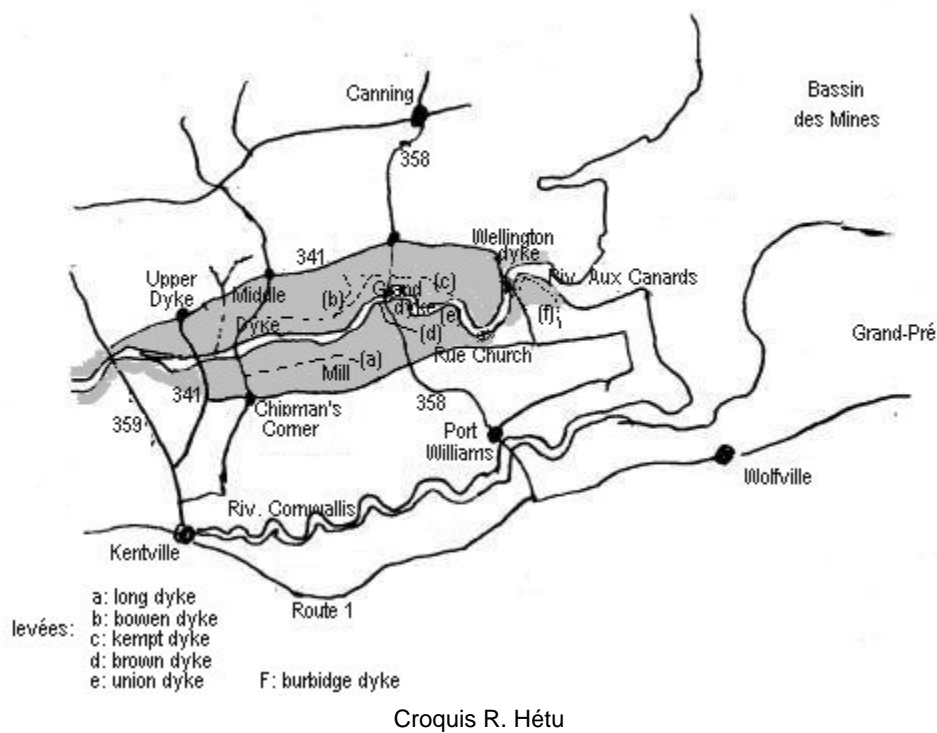 Canning
Bassin
des Mines
358
Wellington
dyke
341
Upper
Dyke
Middle
(b)
Grand
dyke
(c)
Riv. Aux Canards
(e)
(f)
Dyke
(d)
Rue Church
Grand-Pré
Mill
(a)
341
358
359
Chipman's
Corner
Port
Williams
Wolfville
Riv. Cornwallis
Kentville
Route 1
levées:
a: long dyke
b: bowen dyke
c: kempt dyke
d: brown dyke
e: union dyke
F: burbidge dyke
Croquis R. Hétu